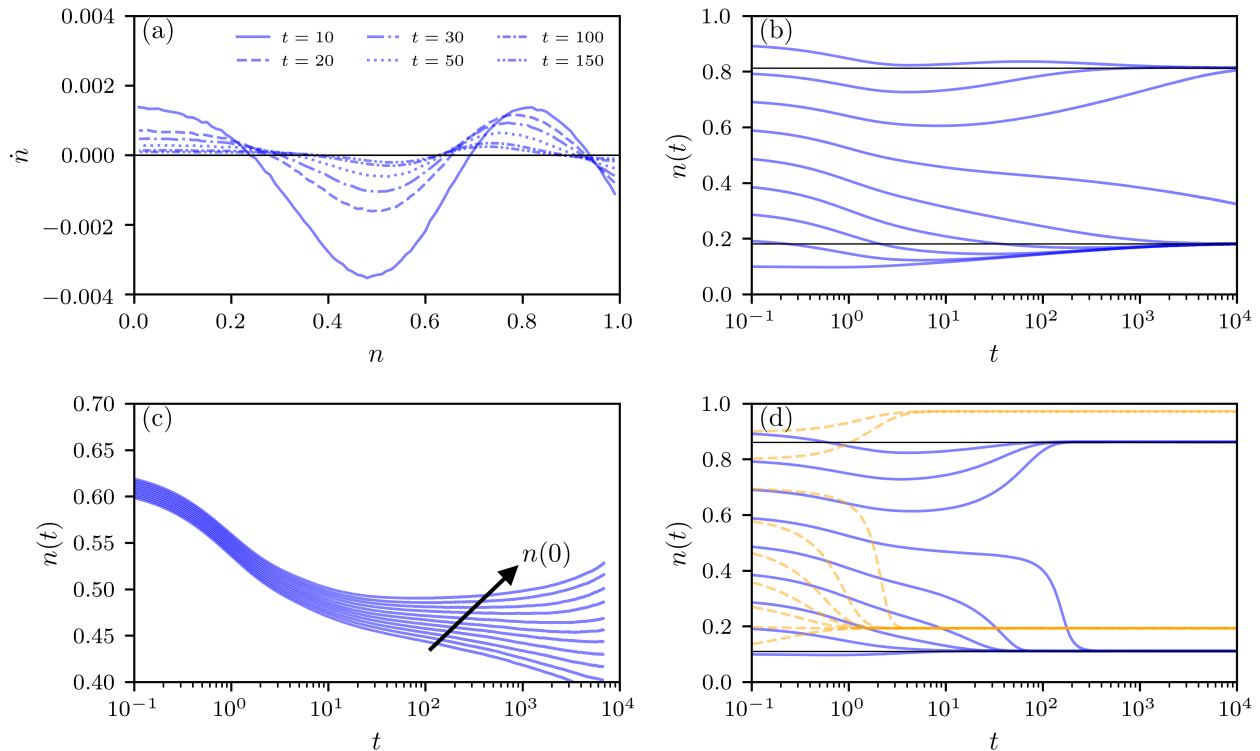 (a)
t = 10 t = 30 t = 100
t = 20 t = 50 t = 150
0.004
0.002
0.000
−0.002
−0.004
ṅ
0.0 0.2 0.4 0.6 0.8 1.0
n
(b)
1.0
0.8
0.6
0.4
0.2
0.0
n(t)
10⁻¹ 10⁰ 10¹ 10² 10³ 10⁴
t
(c)
0.70
0.65
0.60
0.55
0.50
0.45
0.40
n(t)
n(0)
10⁻¹ 10⁰ 10¹ 10² 10³ 10⁴
t
(d)
1.0
0.8
0.6
0.4
0.2
0.0
n(t)
10⁻¹ 10⁰ 10¹ 10² 10³ 10⁴
t